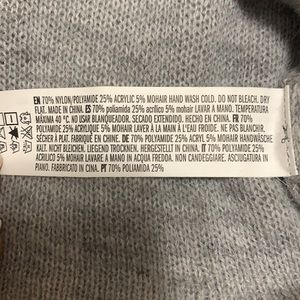 EN 70% NYLON/POLYAMIDE 25% ACRYLIC 5% MOHAIR HAND WASH COLD. DO NOT BLEACH. DRY
FLAT. MADE IN CHINA. ES 70% poliamida 25% acrílico 5% mohair LAVAR A MANO. TEMPERATURA
MÁXIMA 40 °C. NO USAR BLANQUEADOR. SECADO EXTENDIDO. HECHO EN CHINA. FR 70%
POLYAMIDE 25% ACRYLIQUE 5% MOHAIR LAVER À LA MAIN À L'EAU FROIDE. NE PAS BLANCHIR.
SÉCHER À PLAT. FABRIQUÉ EN CHINE. DE 70% POLYAMID 25% ACRYL 5% MOHAIR HANDWÄSCHE
KALT. NICHT BLEICHEN. LIEGEND TROCKNEN. HERGESTELLT IN CHINA. IT 70% POLYAMIDE 25%
ACRILICO 5% MOHAIR LAVARE A MANO IN ACQUA FREDDA. NON CANDEGGIARE. ASCIUGATURA IN
PIANO. FABBRICATO IN CINA. PT 70% POLIAMIDA 25%